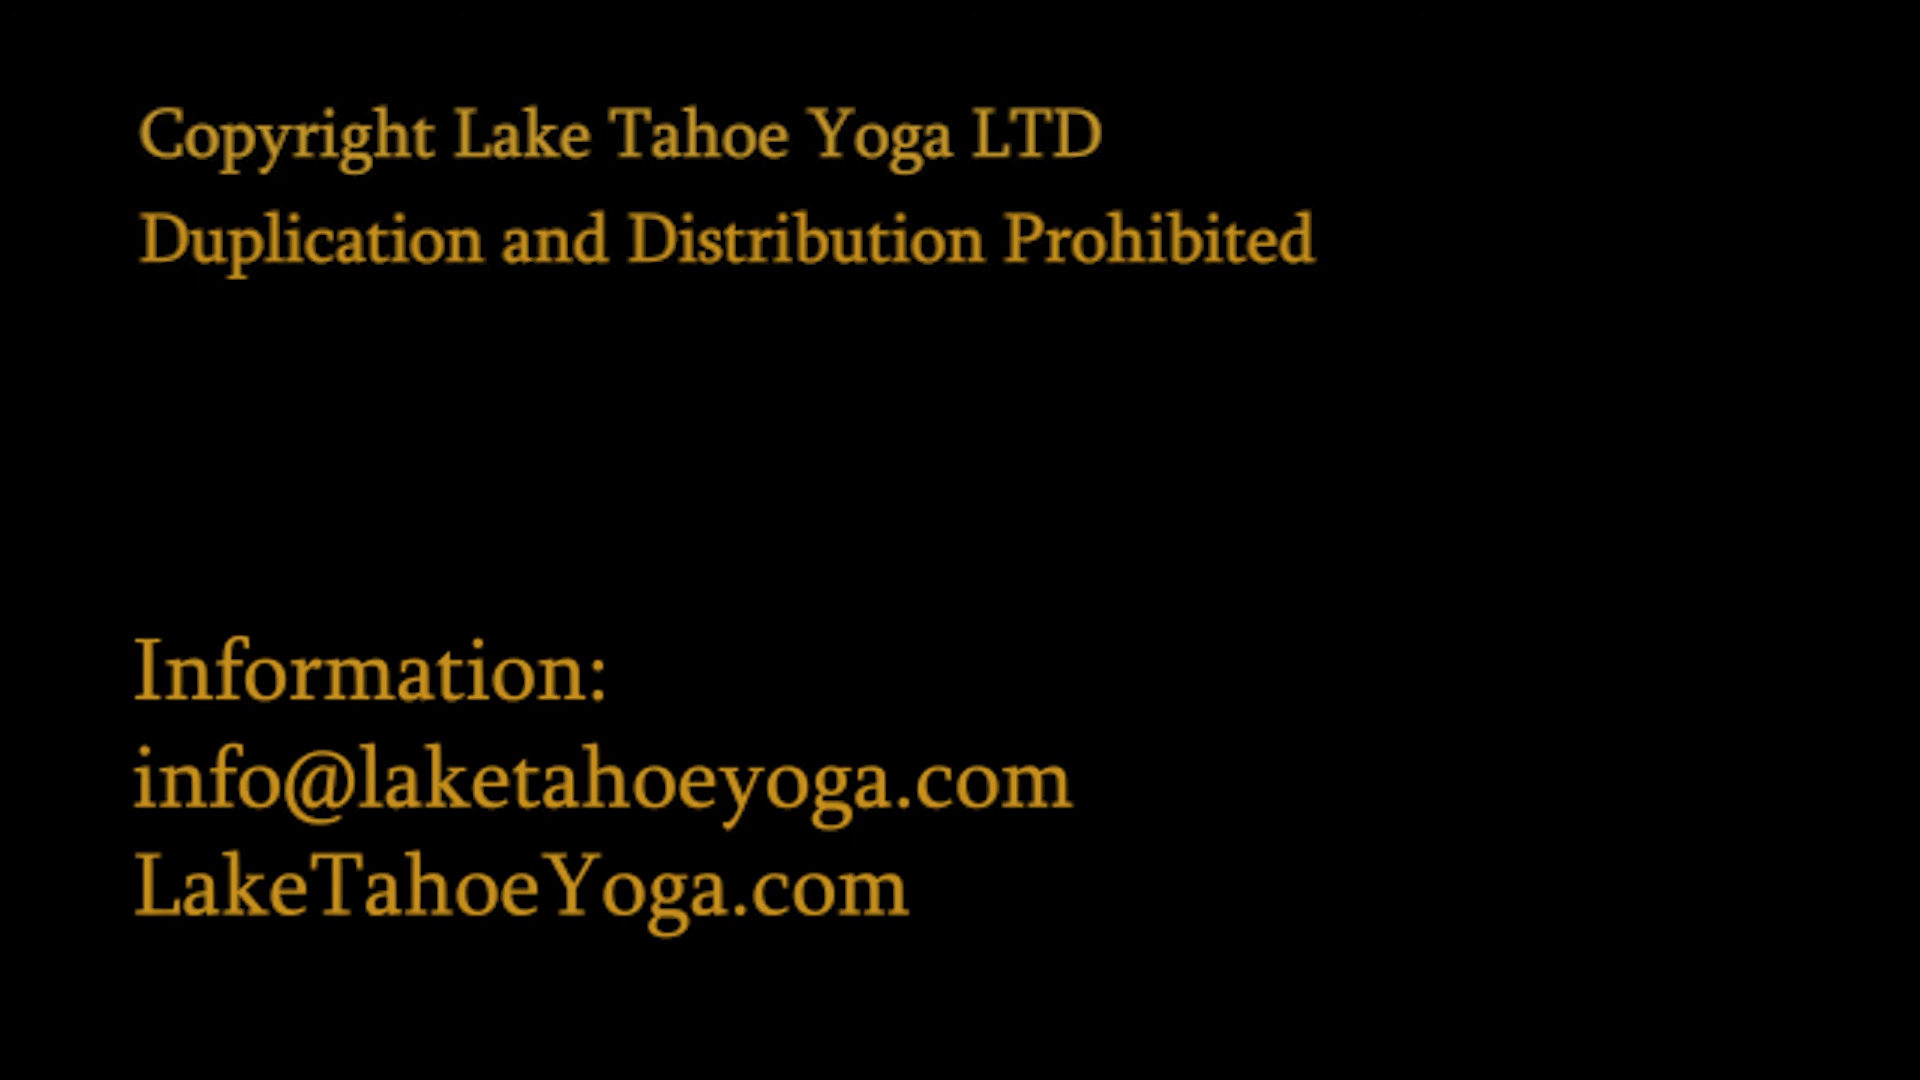 Copyright Lake Tahoe Yoga LTD
Duplication and Distribution Prohibited
Information:
info@laketahoeyoga.com
LakeTahoeYoga.com